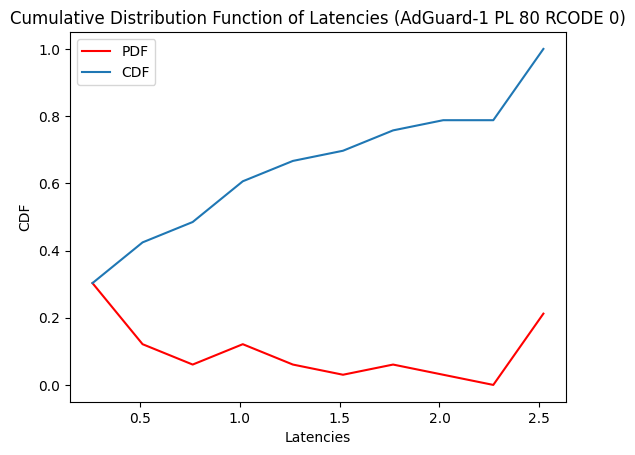 Cumulative Distribution Function of Latencies (AdGuard-1 PL 80 RCODE 0)
PDF
CDF
1.0
0.8
0.6
0.4
0.2
0.0
CDF
0.5
1.0
1.5
2.0
2.5
Latencies